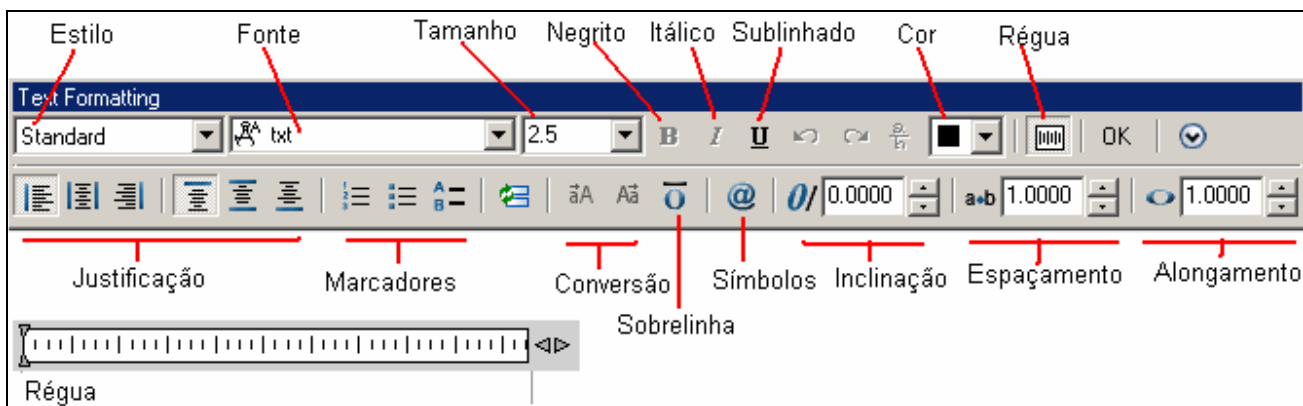 Estilo Fonte Tamanho Negrito Itálico Sublinhado Cor Régua
Text Formatting
Standard txt 2.5 B I U OK
@ 0/ 0.0000 a•b 1.0000 1.0000
Justificação Marcadores Conversão Símbolos Inclinação Espaçamento Alongamento
Sobrelinha
Régua